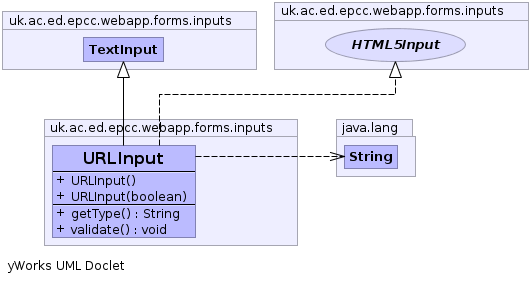 uk.ac.ed.epcc.webapp.forms.inputs
TextInput
uk.ac.ed.epcc.webapp.forms.inputs
HTML5Input
uk.ac.ed.epcc.webapp.forms.inputs
URLInput
+ URLInput()
+ URLInput(boolean)
+ getType() : String
+ validate() : void
java.lang
String
yWorks UML Doclet